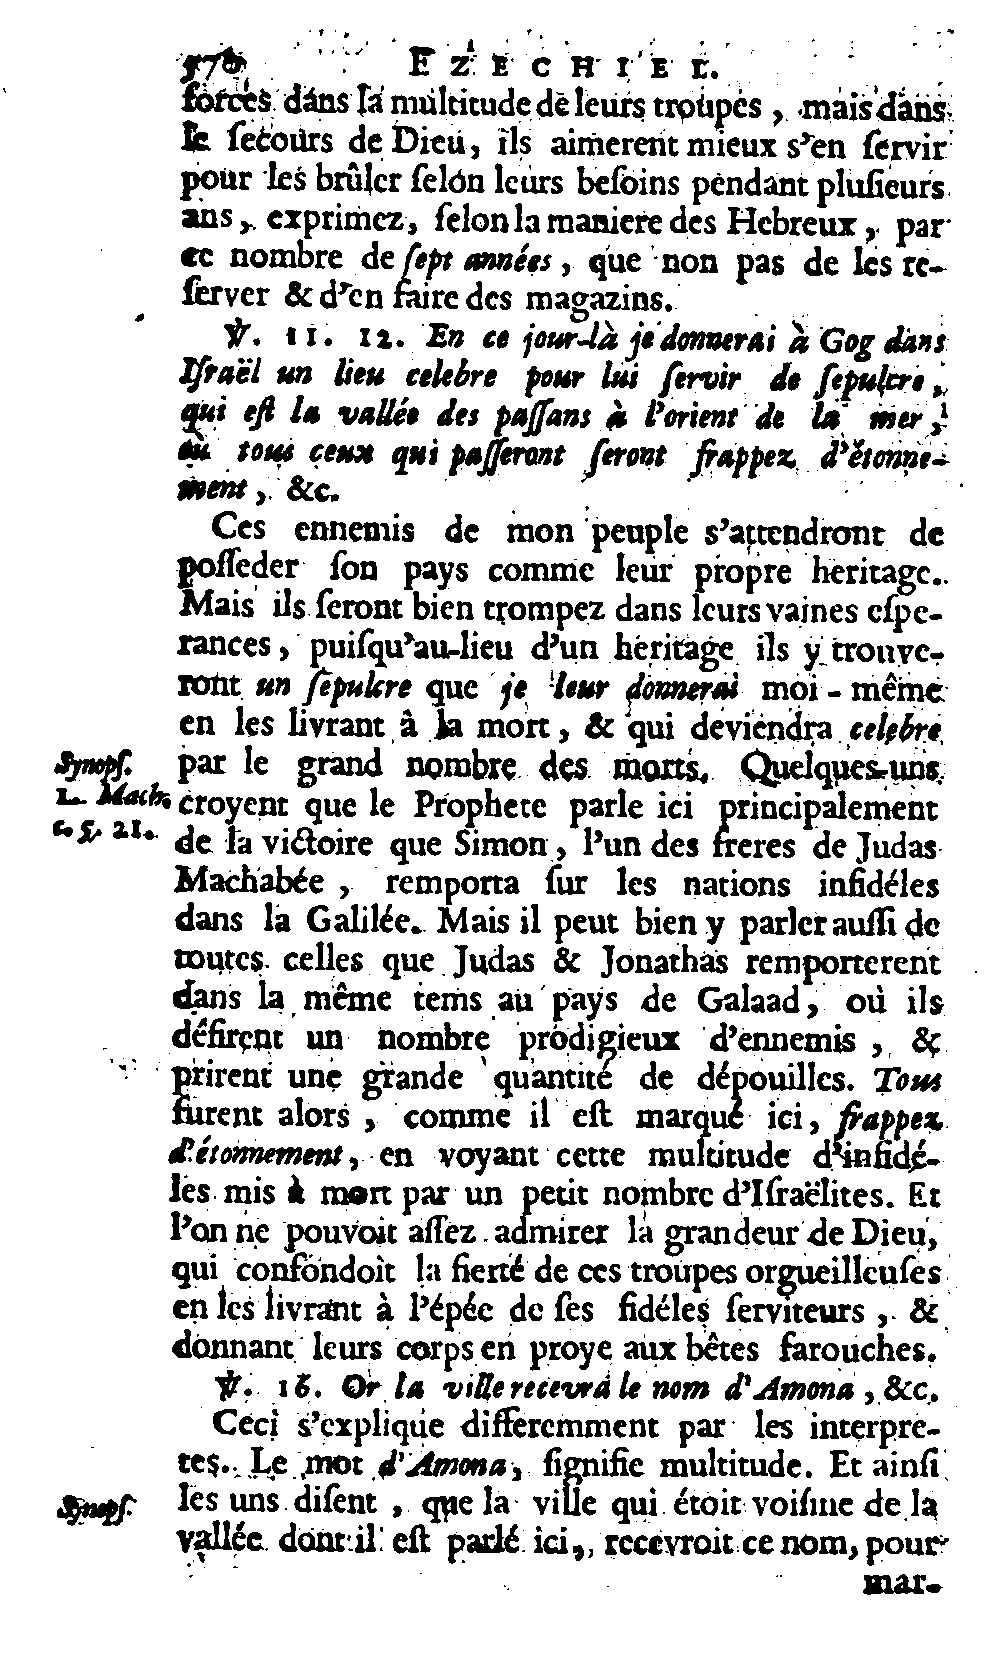 570 EZECHIEL.
forces dans la multitude de leurs troupes, mais dans
le ſecours de Dieu, ils aimerent mieux s'en ſervir
pour les brûler ſelon leurs beſoins pendant pluſieurs
ans, exprimez, ſelon la maniere des Hebreux, par
ce nombre de ſept années, que non pas de les re-
ſerver & d'en faire des magazins.
℣. 11. 12. En ce jour-là je donnerai à Gog dans
Iſraël un lieu celebre pour lui ſervir de ſepulcre,
qui eſt la vallée des paſſans à l'orient de la mer,
où tous ceux qui paſſeront ſeront frappez d'étonne-
ment, &c.
Ces ennemis de mon peuple s'attendront de
poſſeder ſon pays comme leur propre heritage.
Mais ils ſeront bien trompez dans leurs vaines eſpe-
rances, puiſqu'au-lieu d'un heritage ils y trouve-
ront un ſepulcre que je leur donnerai moi-même
en les livrant à la mort, & qui deviendra celebre
Synopſ.
par le grand nombre des morts. Quelques-uns
L. Mach.
croyent que le Prophete parle ici principalement
c. 5. 21.
de la victoire que Simon, l'un des freres de Judas
Machabée, remporta ſur les nations infidéles
dans la Galilée. Mais il peut bien y parler auſſi de
toutes celles que Judas & Jonathas remporterent
dans la même tems au pays de Galaad, où ils
défirent un nombre prodigieux d'ennemis, &
prirent une grande quantité de dépouilles. Tous
furent alors, comme il eſt marqué ici, frappez
d'étonnement, en voyant cette multitude d'infidé-
les mis à mort par un petit nombre d'Iſraëlites. Et
l'on ne pouvoit aſſez admirer la grandeur de Dieu,
qui confondoit la fierté de ces troupes orgueilleuſes
en les livrant à l'épée de ſes fidéles ſerviteurs, &
donnant leurs corps en proye aux bêtes farouches.
℣. 16. Or la ville recevra le nom d'Amona, &c.
Ceci s'explique differemment par les interpre-
tes. Le mot d'Amona, ſignifie multitude. Et ainſi
Synopſ.
les uns diſent, que la ville qui étoit voiſine de la
vallée dont il eſt parlé ici, recevroit ce nom, pour
mar-